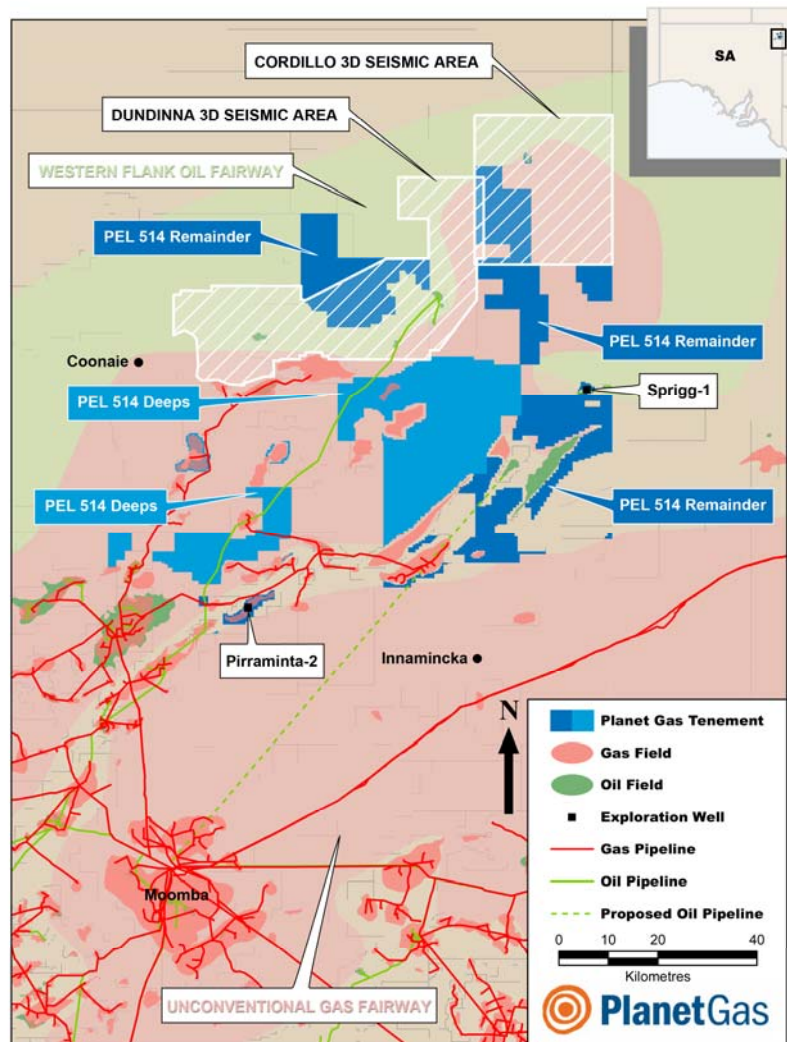 SA
CORDILLO 3D SEISMIC AREA
DUNDINNA 3D SEISMIC AREA
WESTERN FLANK OIL FAIRWAY
PEL 514 Remainder
PEL 514 Remainder
Coonaie
Sprigg-1
PEL 514 Deeps
PEL 514 Deeps
PEL 514 Remainder
Pirraminta-2
Innamincka
Moomba
UNCONVENTIONAL GAS FAIRWAY
N
Planet Gas Tenement
Gas Field
Oil Field
Exploration Well
Gas Pipeline
Oil Pipeline
Proposed Oil Pipeline
0 10 20 40
Kilometres
PlanetGas